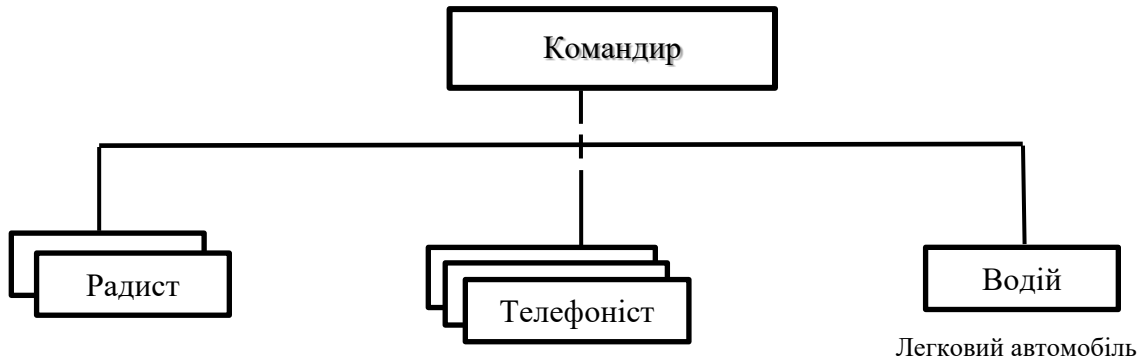 Командир
Радист
Телефоніст
Водій
Легковий автомобіль